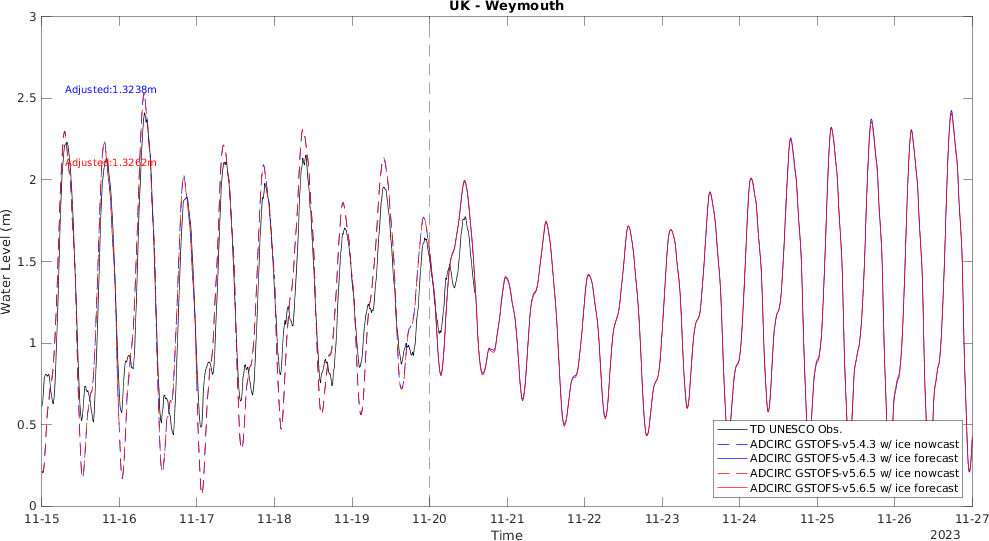 UK - Weymouth
3
2.5
2
1.5
1
0.5
0
Water Level (m)
Adjusted:1.3238m
Adjusted:1.3262m
TD UNESCO Obs.
ADCIRC GSTOFS-v5.4.3 w/ ice nowcast
ADCIRC GSTOFS-v5.4.3 w/ ice forecast
ADCIRC GSTOFS-v5.6.5 w/ ice nowcast
ADCIRC GSTOFS-v5.6.5 w/ ice forecast
11-15 11-16 11-17 11-18 11-19 11-20 11-21 11-22 11-23 11-24 11-25 11-26 11-27
Time
2023